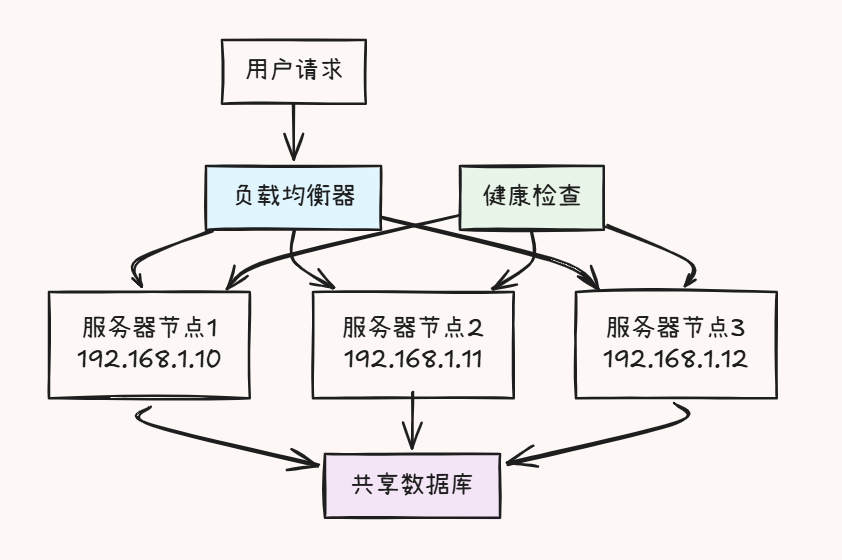 用户请求
负载均衡器
健康检查
服务器节点1
192.168.1.10
服务器节点2
192.168.1.11
服务器节点3
192.168.1.12
共享数据库